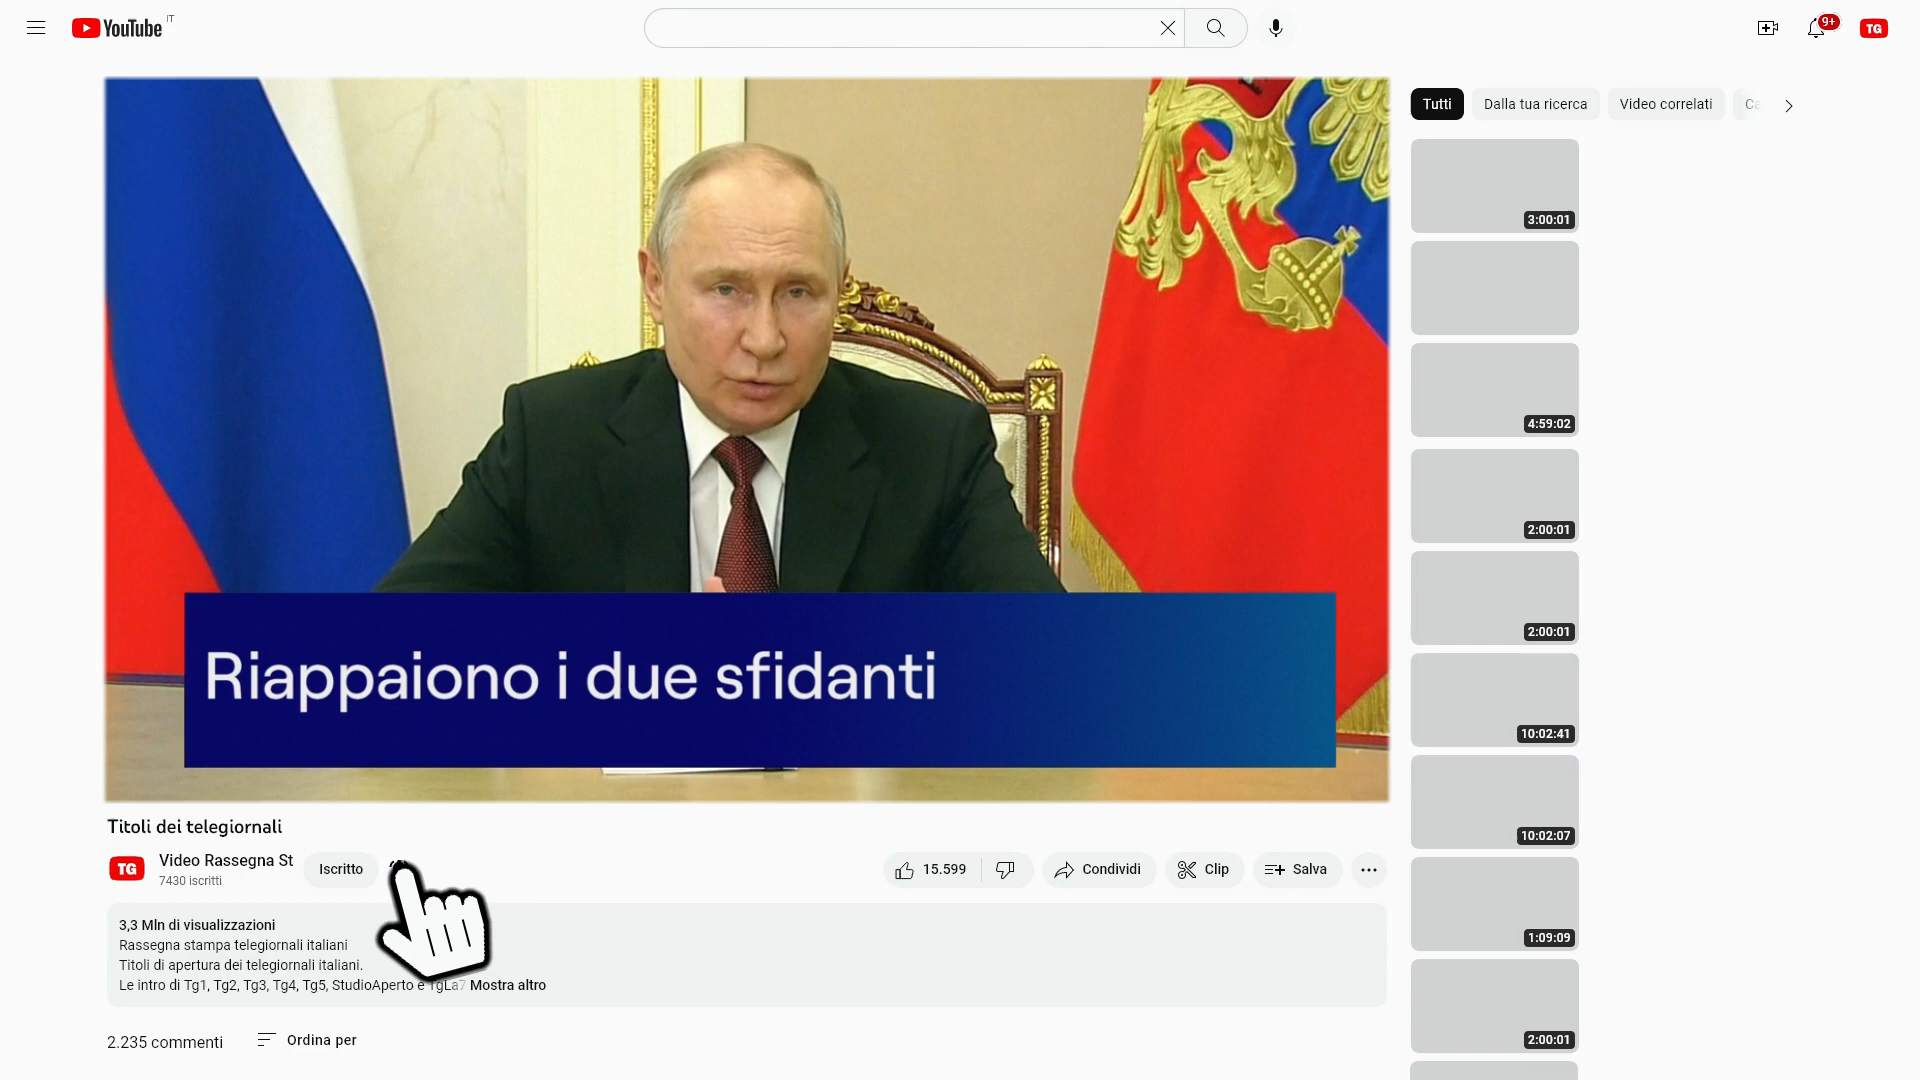 YouTube IT
9+
TG
Tutti
Dalla tua ricerca
Video correlati
3:00:01
4:59:02
2:00:01
2:00:01
10:02:41
10:02:07
1:09:09
2:00:01
Riappaiono i due sfidanti
Titoli dei telegiornali
TG
Video Rassegna St
7430 iscritti
Iscritto
15.599
Condividi
Clip
Salva
3,3 Mln di visualizzazioni
Rassegna stampa telegiornali italiani
Titoli di apertura dei telegiornali italiani.
Le intro di Tg1, Tg2, Tg3, Tg4, Tg5, StudioAperto e TgLa7 Mostra altro
2.235 commenti
Ordina per